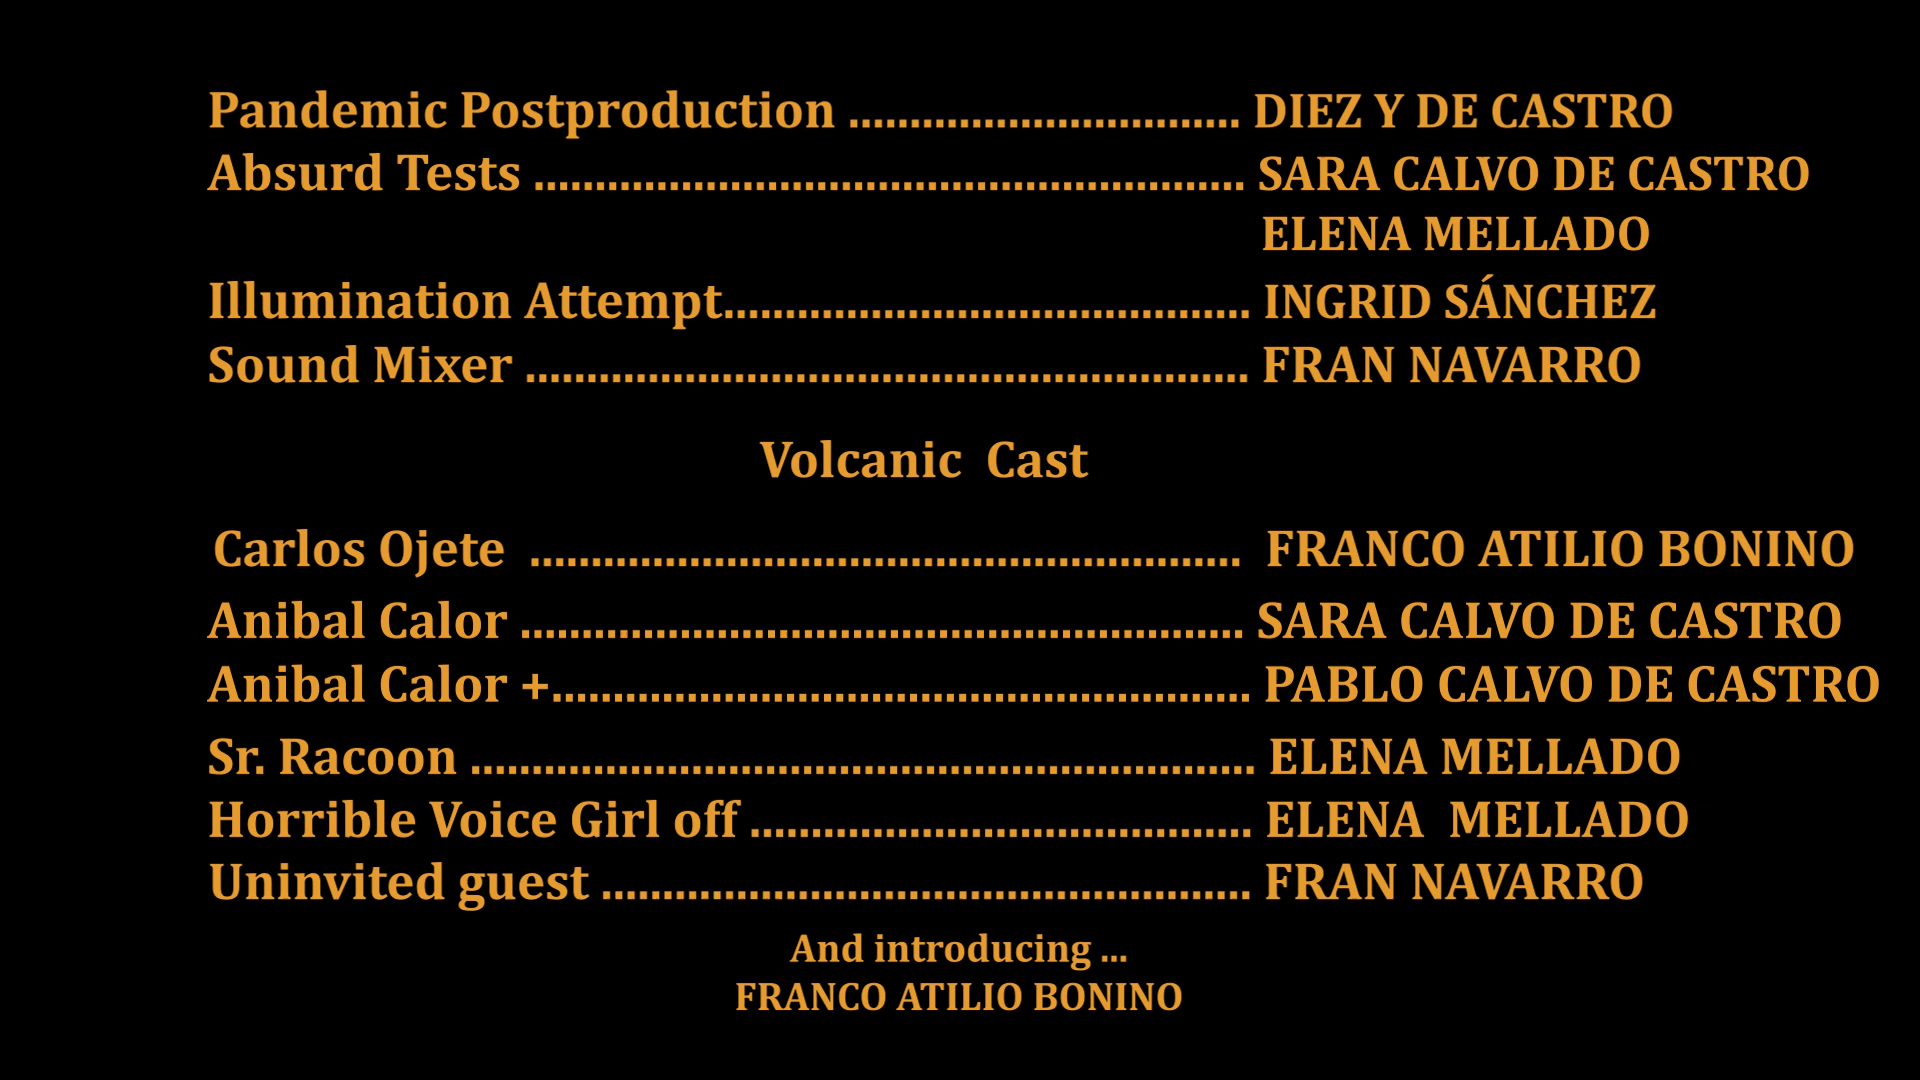 Pandemic Postproduction ................................ DIEZ Y DE CASTRO
Absurd Tests .......................................................... SARA CALVO DE CASTRO
ELENA MELLADO
Illumination Attempt........................................... INGRID SÁNCHEZ
Sound Mixer ........................................................... FRAN NAVARRO
Volcanic  Cast
Carlos Ojete  ..........................................................  FRANCO ATILIO BONINO
Anibal Calor ........................................................... SARA CALVO DE CASTRO
Anibal Calor +......................................................... PABLO CALVO DE CASTRO
Sr. Racoon ................................................................ ELENA MELLADO
Horrible Voice Girl off ......................................... ELENA  MELLADO
Uninvited guest ..................................................... FRAN NAVARRO
And introducing ...
FRANCO ATILIO BONINO